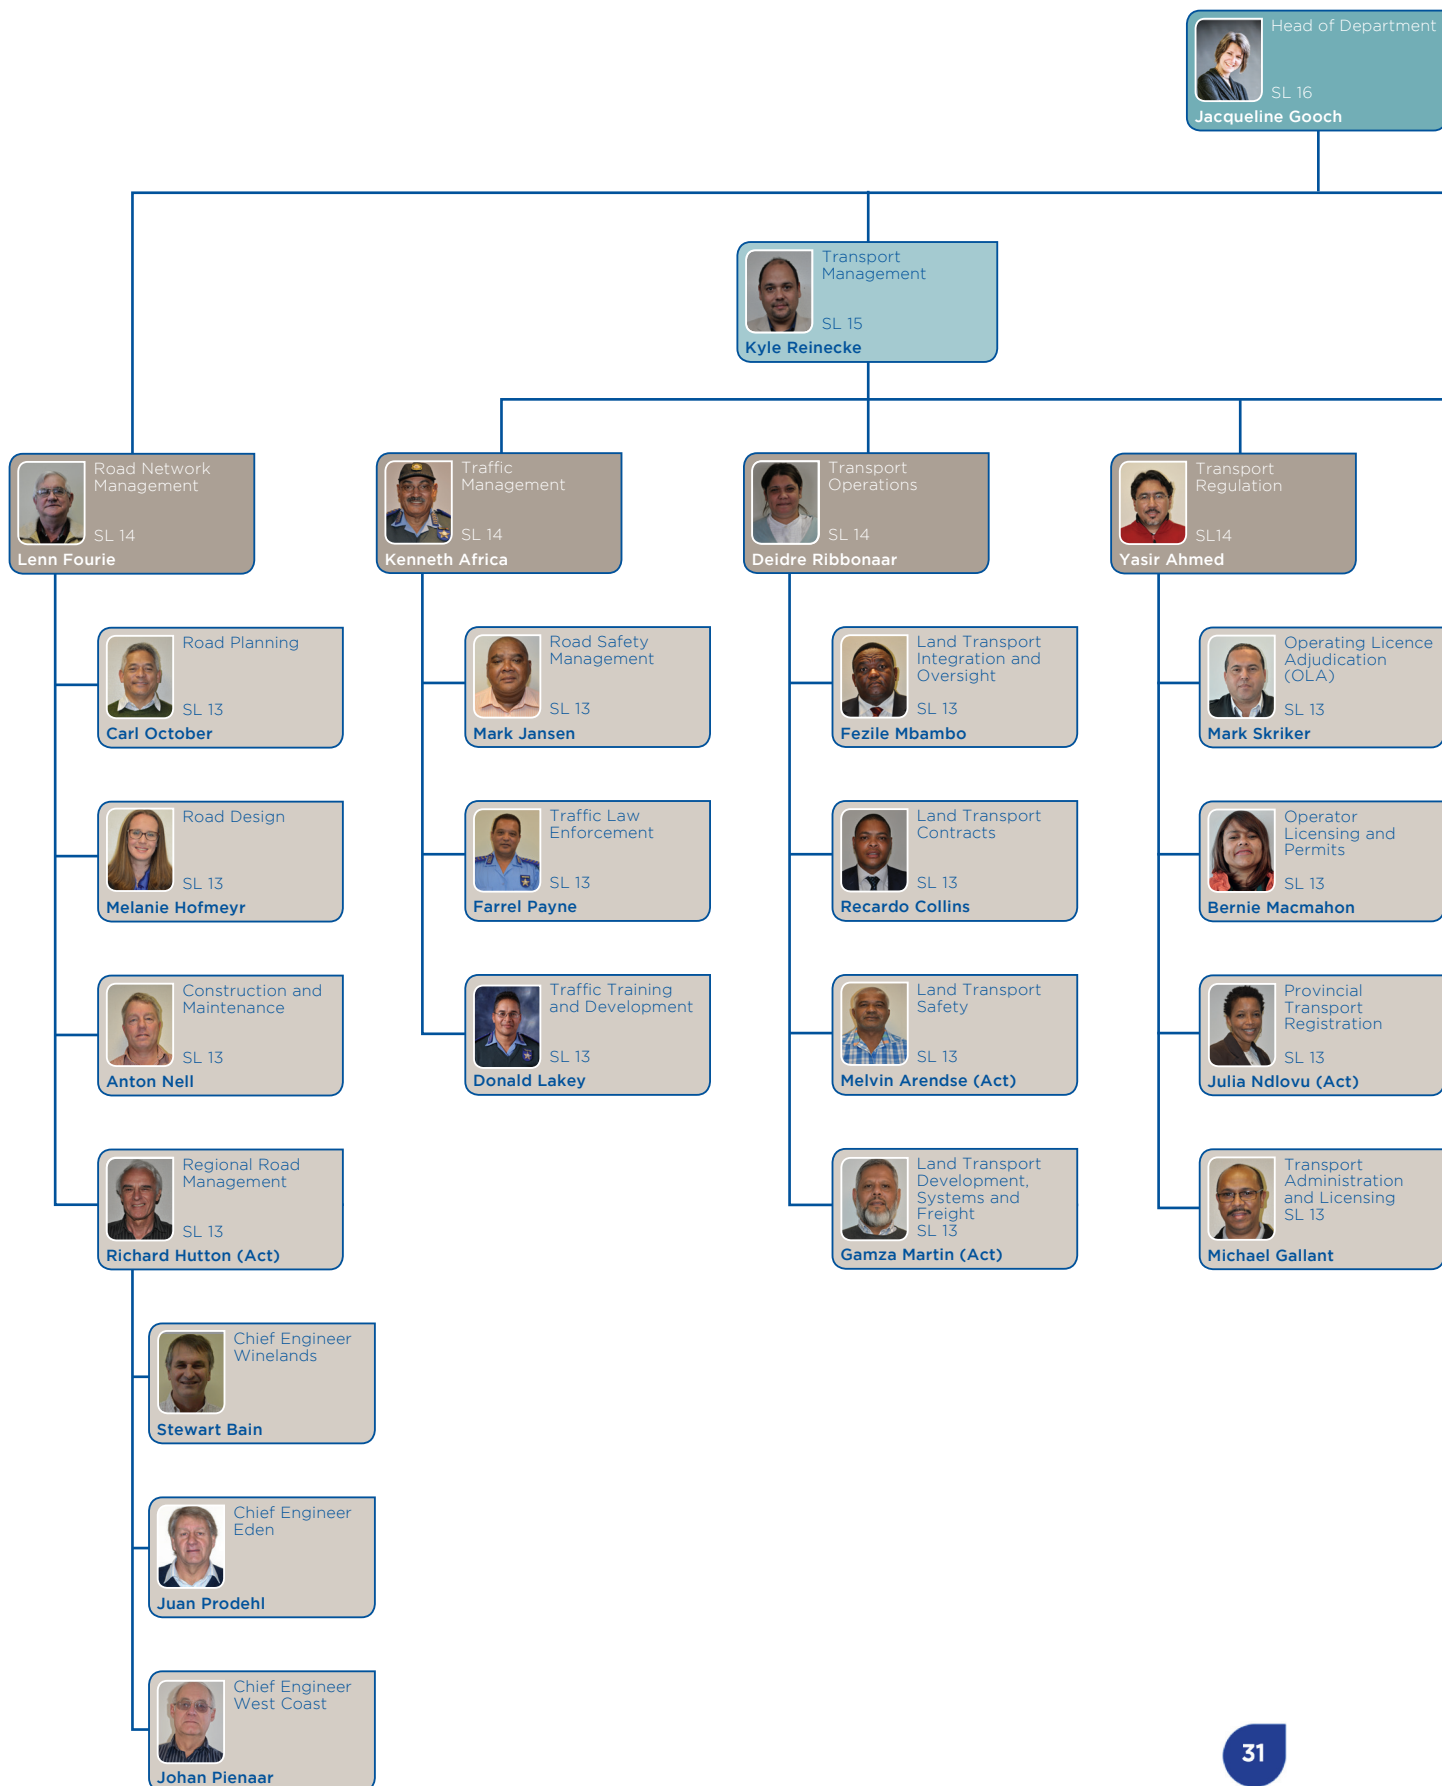 Head of Department
SL 16
Jacqueline Gooch
Transport
Management
SL 15
Kyle Reinecke
Road Network
Management
SL 14
Lenn Fourie
Traffic
Management
SL 14
Kenneth Africa
Transport
Operations
SL 14
Deidre Ribbonaar
Transport
Regulation
SL14
Yasir Ahmed
Road Planning
SL 13
Carl October
Road Design
SL 13
Melanie Hofmeyr
Construction and
Maintenance
SL 13
Anton Nell
Regional Road
Management
SL 13
Richard Hutton (Act)
Chief Engineer
Winelands
Stewart Bain
Chief Engineer
Eden
Juan Prodehl
Chief Engineer
West Coast
Johan Pienaar
Road Safety
Management
SL 13
Mark Jansen
Traffic Law
Enforcement
SL 13
Farrel Payne
Traffic Training
and Development
SL 13
Donald Lakey
Land Transport
Integration and
Oversight
SL 13
Fezile Mbambo
Land Transport
Contracts
SL 13
Recardo Collins
Land Transport
Safety
SL 13
Melvin Arendse (Act)
Land Transport
Development,
Systems and
Freight
SL 13
Gamza Martin (Act)
Operating Licence
Adjudication
(OLA)
SL 13
Mark Skriker
Operator
Licensing and
Permits
SL 13
Bernie Macmahon
Provincial
Transport
Registration
SL 13
Julia Ndlovu (Act)
Transport
Administration
and Licensing
SL 13
Michael Gallant
31